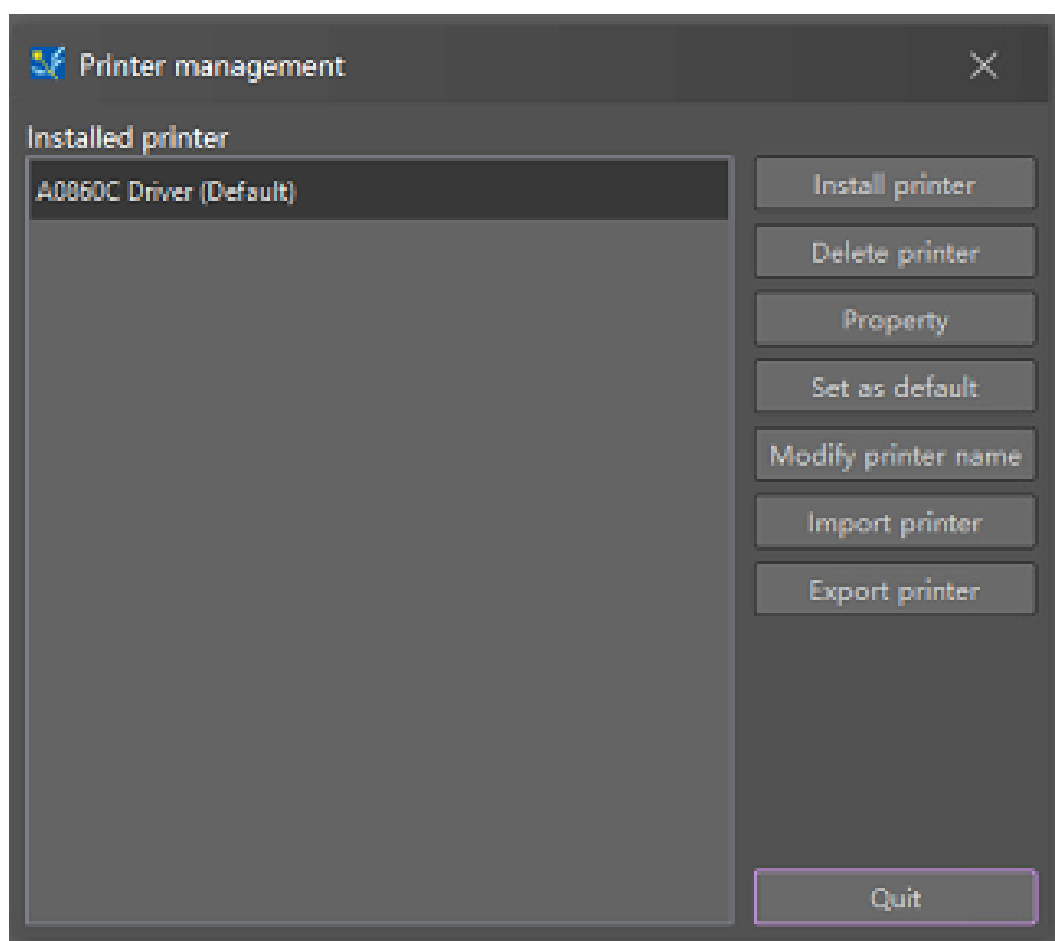 Printer management
Installed printer
A0860C Driver (Default)
Install printer
Delete printer
Property
Set as default
Modify printer name
Import printer
Export printer
Quit